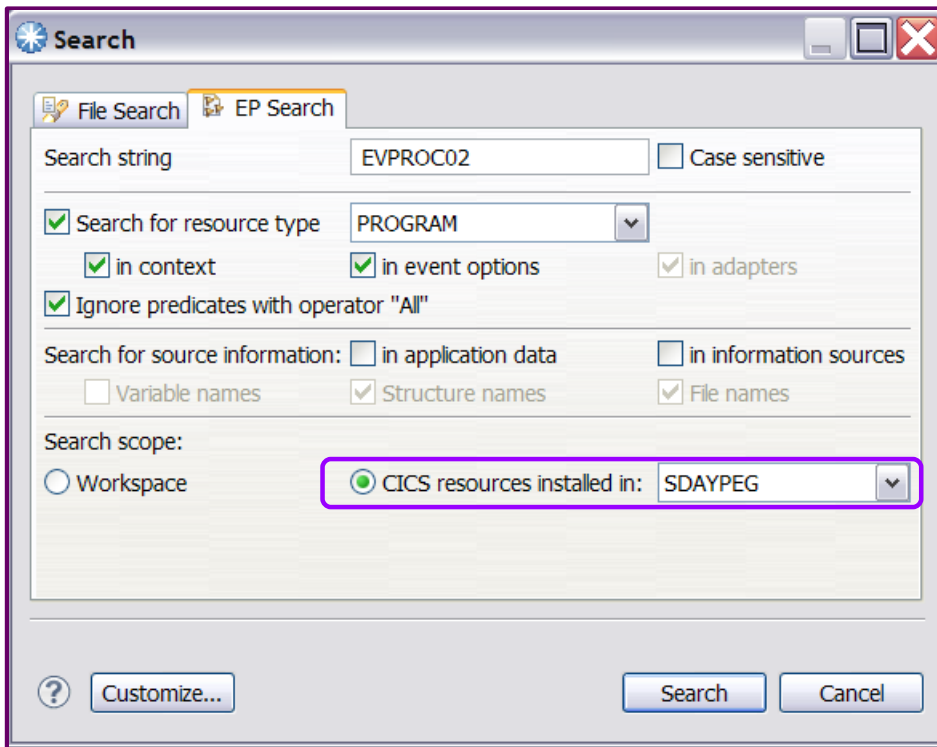 Search
File Search EP Search
Search string EVPROC02 Case sensitive
Search for resource type PROGRAM
in context in event options in adapters
Ignore predicates with operator "All"
Search for source information: in application data in information sources
Variable names Structure names File names
Search scope:
Workspace CICS resources installed in: SDAYPEG
? Customize... Search Cancel